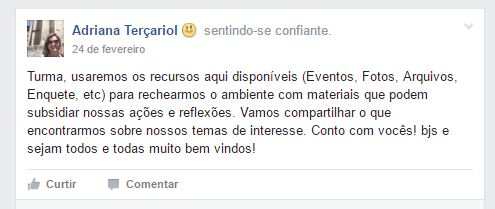 Adriana Terçariol sentindo-se confiante.
24 de fevereiro
Turma, usaremos os recursos aqui disponíveis (Eventos, Fotos, Arquivos,
Enquete, etc) para rechearmos o ambiente com materiais que podem
subsidiar nossas ações e reflexões. Vamos compartilhar o que
encontrarmos sobre nossos temas de interesse. Conto com vocês! bjs e
sejam todos e todas muito bem vindos!
Curtir Comentar